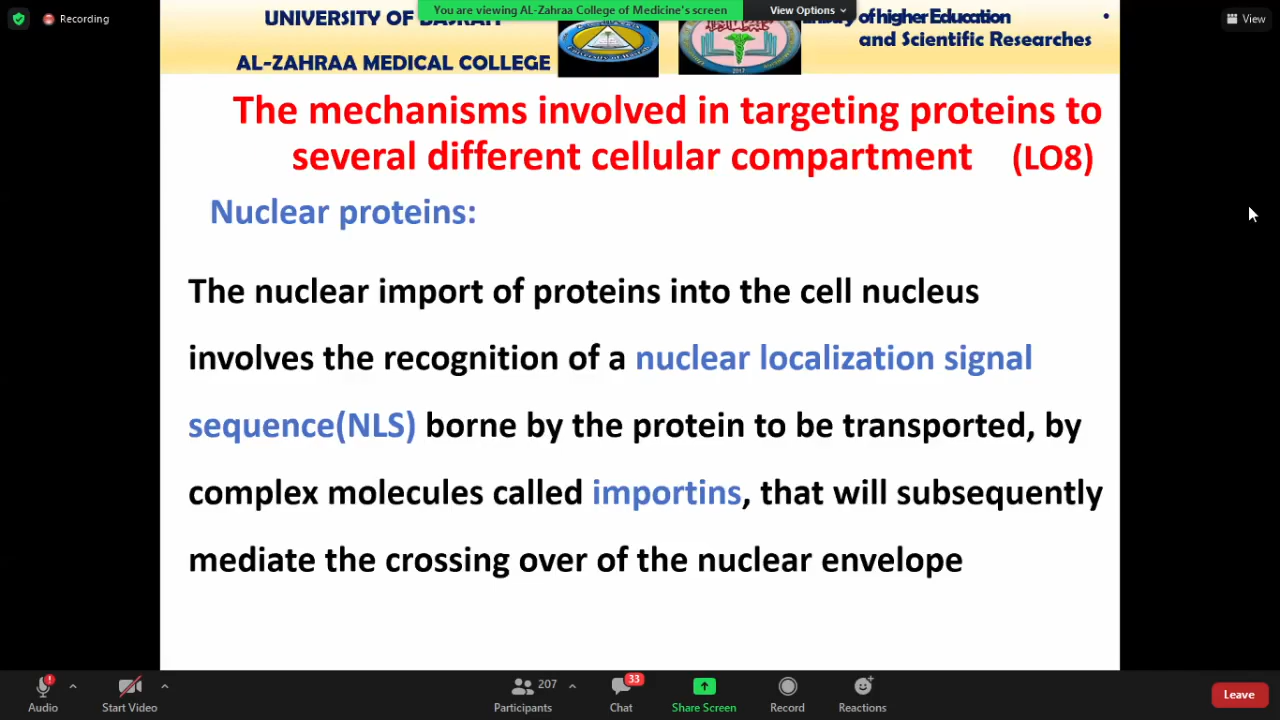 Recording
You are viewing AL-Zahraa College of Medicine's screen
View Options
View
UNIVERSITY OF BASRAH
of higher Education
AL-ZAHRAA MEDICAL COLLEGE
and Scientific Researches
2017
The mechanisms involved in targeting proteins to
several different cellular compartment (LO8)
Nuclear proteins:
The nuclear import of proteins into the cell nucleus
involves the recognition of a nuclear localization signal
sequence(NLS) borne by the protein to be transported, by
complex molecules called importins, that will subsequently
mediate the crossing over of the nuclear envelope
Audio
Start Video
207
Participants
33
Chat
Share Screen
Record
Reactions
Leave